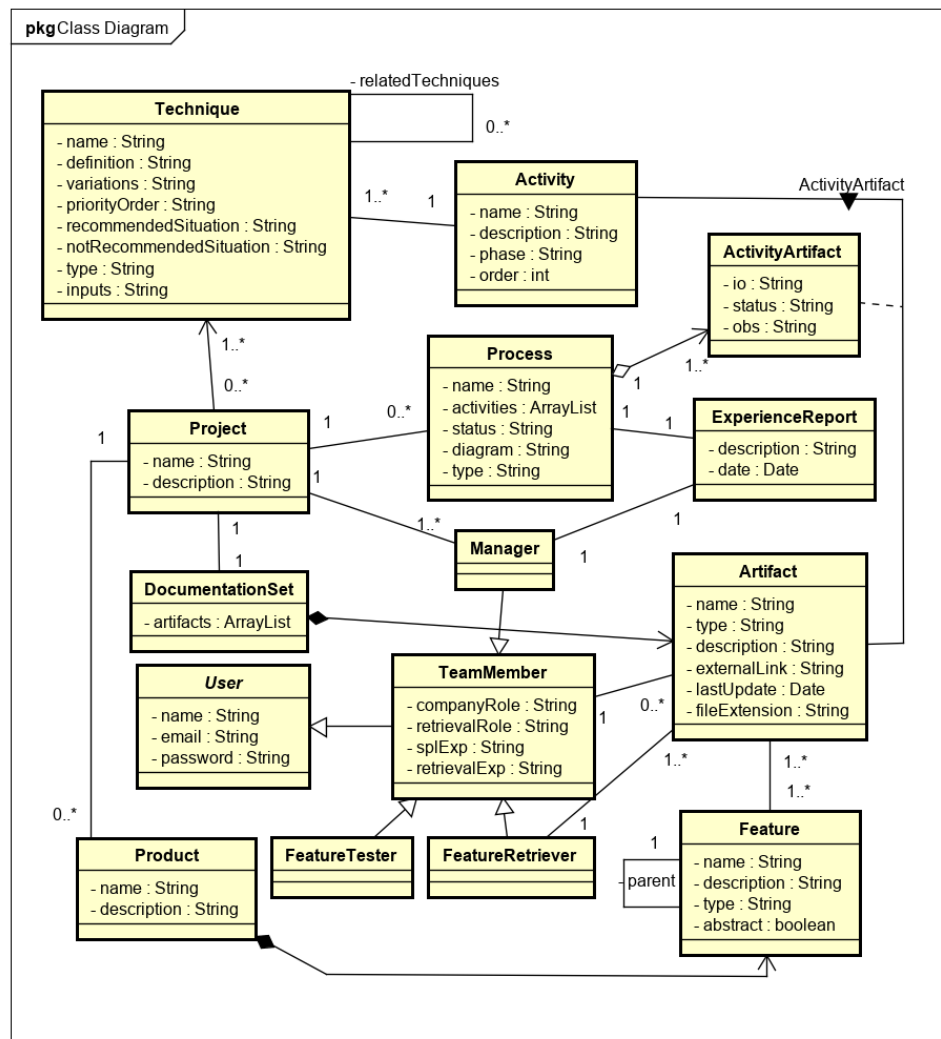 pkg Class Diagram
- relatedTechniques
0..*
Technique
- name : String
- definition : String
- variations : String
- priorityOrder : String
- recommendedSituation : String
- notRecommendedSituation : String
- type : String
- inputs : String
1..*
1
Activity
- name : String
- description : String
- phase : String
- order : int
ActivityArtifact
ActivityArtifact
- io : String
- status : String
- obs : String
1..*
0..*
Process
- name : String
- activities : ArrayList
- status : String
- diagram : String
- type : String
1
1..*
1
1
ExperienceReport
- description : String
- date : Date
1
Project
- name : String
- description : String
1
0..*
1
1..*
Manager
1
1
1
1
DocumentationSet
- artifacts : ArrayList
Artifact
- name : String
- type : String
- description : String
- externalLink : String
- lastUpdate : Date
- fileExtension : String
User
- name : String
- email : String
- password : String
TeamMember
- companyRole : String
- retrievalRole : String
- splExp : String
- retrievalExp : String
1
0..*
1..*
1
1..*
1..*
0..*
FeatureTester
FeatureRetriever
Product
- name : String
- description : String
1
- parent
Feature
- name : String
- description : String
- type : String
- abstract : boolean